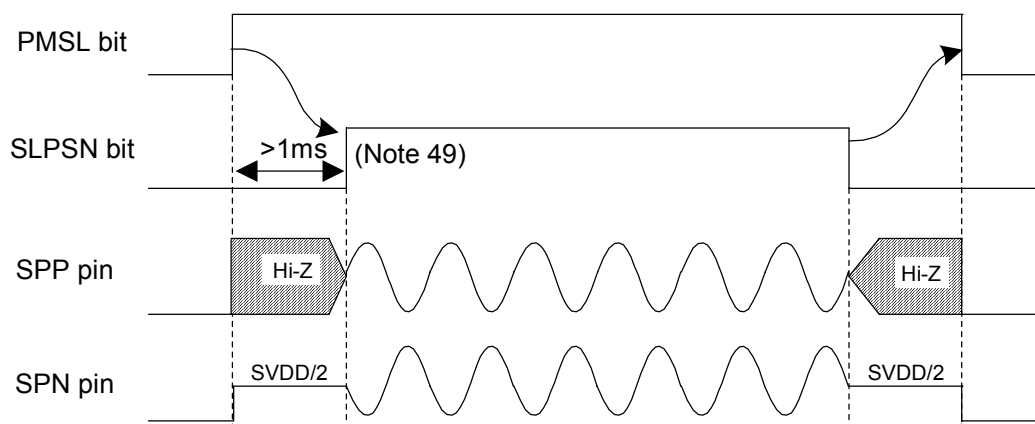 PMSL bit
SLPSN bit
>1ms (Note 49)
SPP pin
Hi-Z
Hi-Z
SPN pin
SVDD/2
SVDD/2